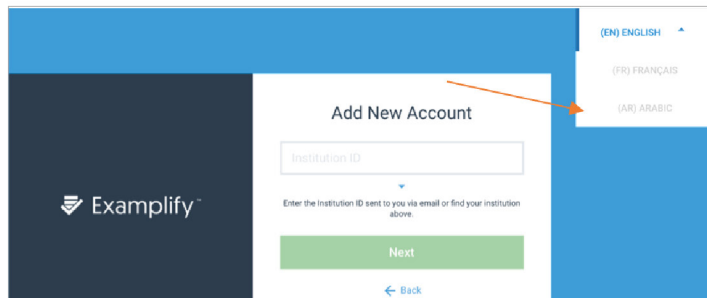 (EN) ENGLISH
(FR) FRANÇAIS
(AR) ARABIC
Add New Account
Institution ID
Enter the Institution ID sent to you via email or find your institution
above.
Next
Back
Examplify™